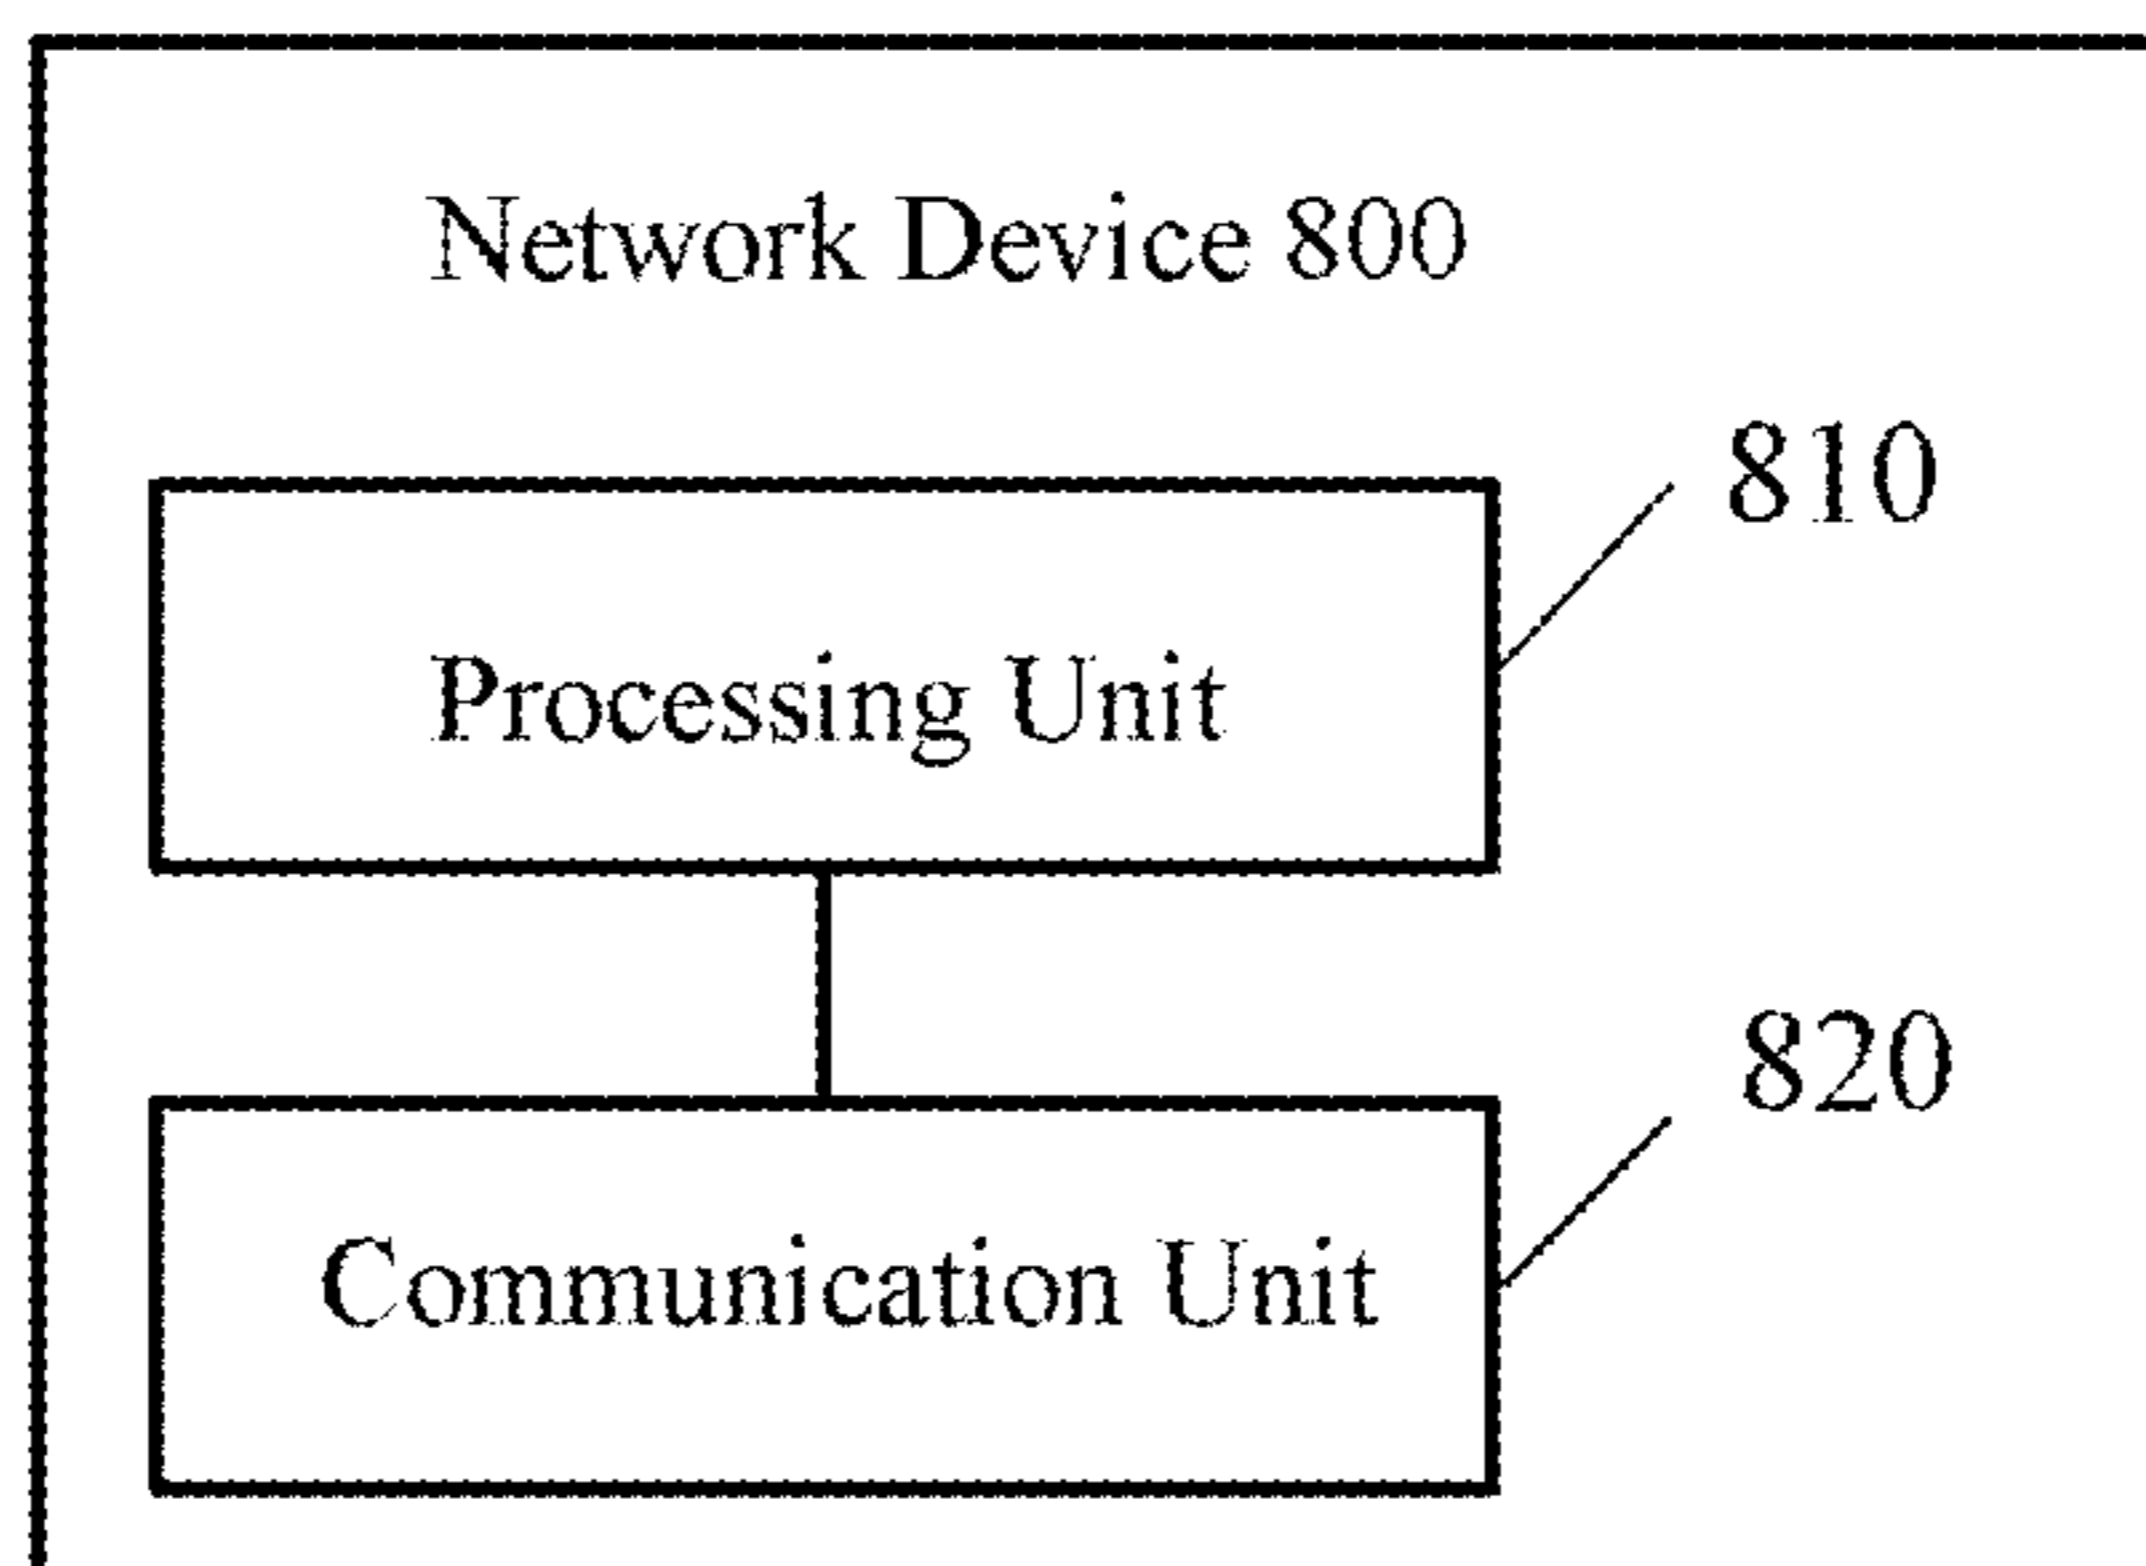 Network Device 800
810
Processing Unit
820
Communication Unit